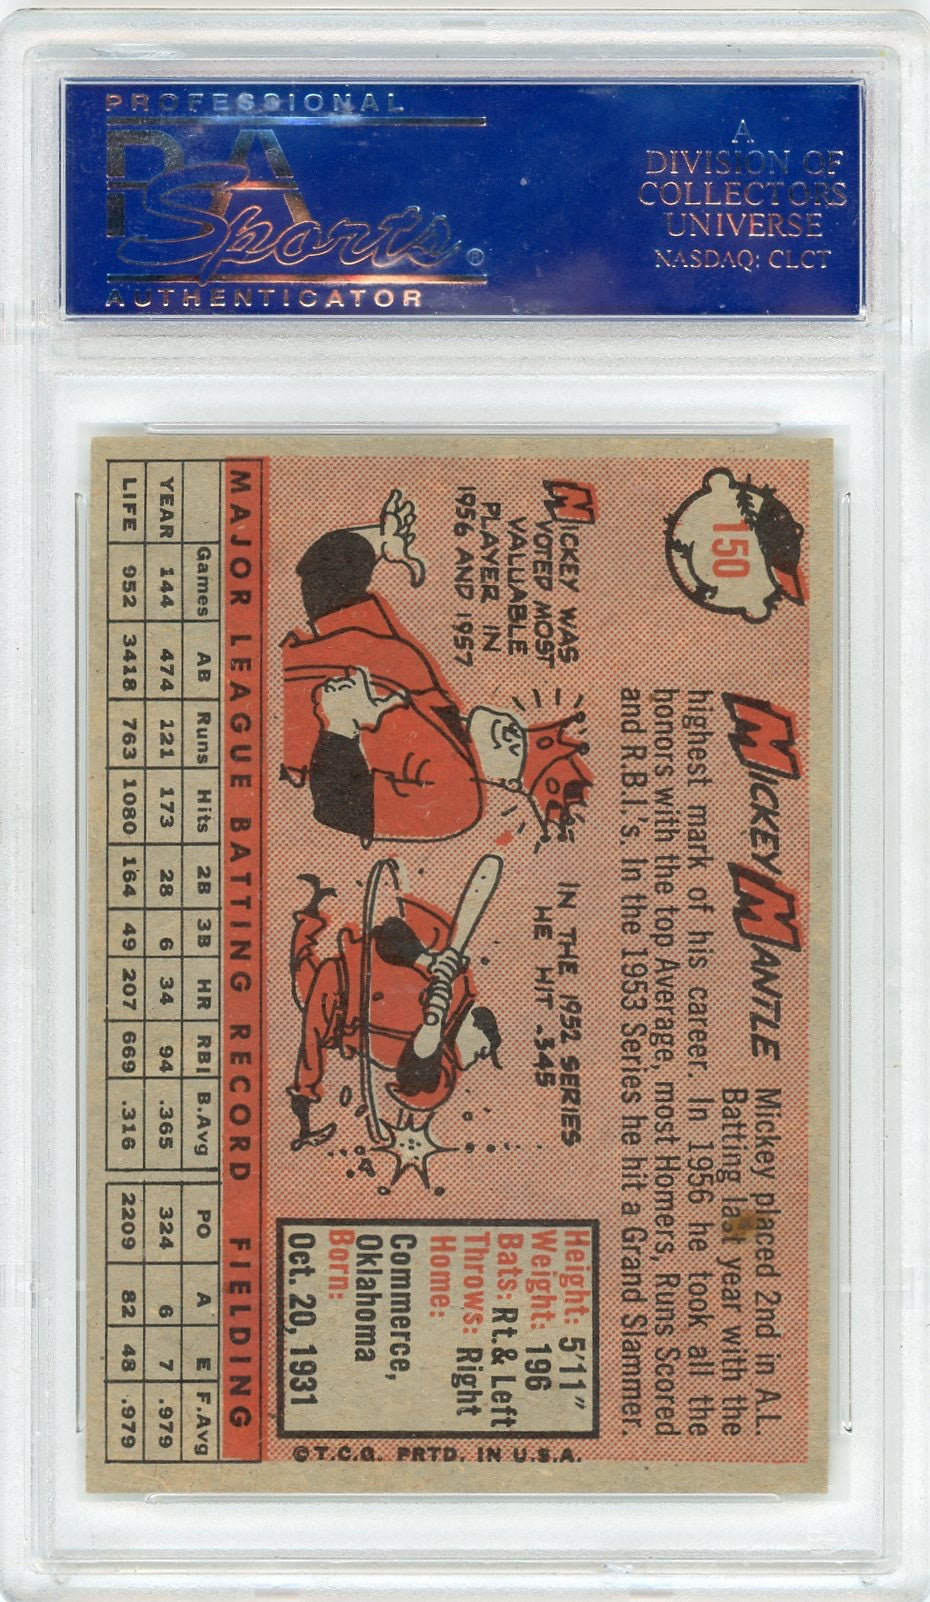 PROFESSIONAL
PSA
Sports®
AUTHENTICATOR
A
DIVISION OF
COLLECTORS
UNIVERSE
NASDAQ: CLCT
150
MICKEY MANTLE
Mickey placed 2nd in A.L.
Batting last year with the
highest mark of his career. In 1956 he took all the
honors with the top Average, most Homers, Runs Scored
and R.B.I.'s. In the 1953 Series he hit a Grand Slammer.
MICKEY WAS
VOTED MOST
VALUABLE
PLAYER IN
1956 AND 1957
IN THE 1952 SERIES
HE HIT .345
Height: 5'11"
Weight: 196
Bats: Rt.& Left
Throws: Right
Home:
Commerce,
Oklahoma
Born:
Oct. 20, 1931
©T.C.G. PRTD. IN U.S.A.
MAJOR LEAGUE BATTING RECORD FIELDING
Games AB Runs Hits 2B 3B HR RBI B.Avg PO A E F.Avg
YEAR 144 474 121 173 28 6 34 94 .365 324 6 7 .979
LIFE 952 3418 763 1080 164 49 207 669 .316 2209 82 48 .979